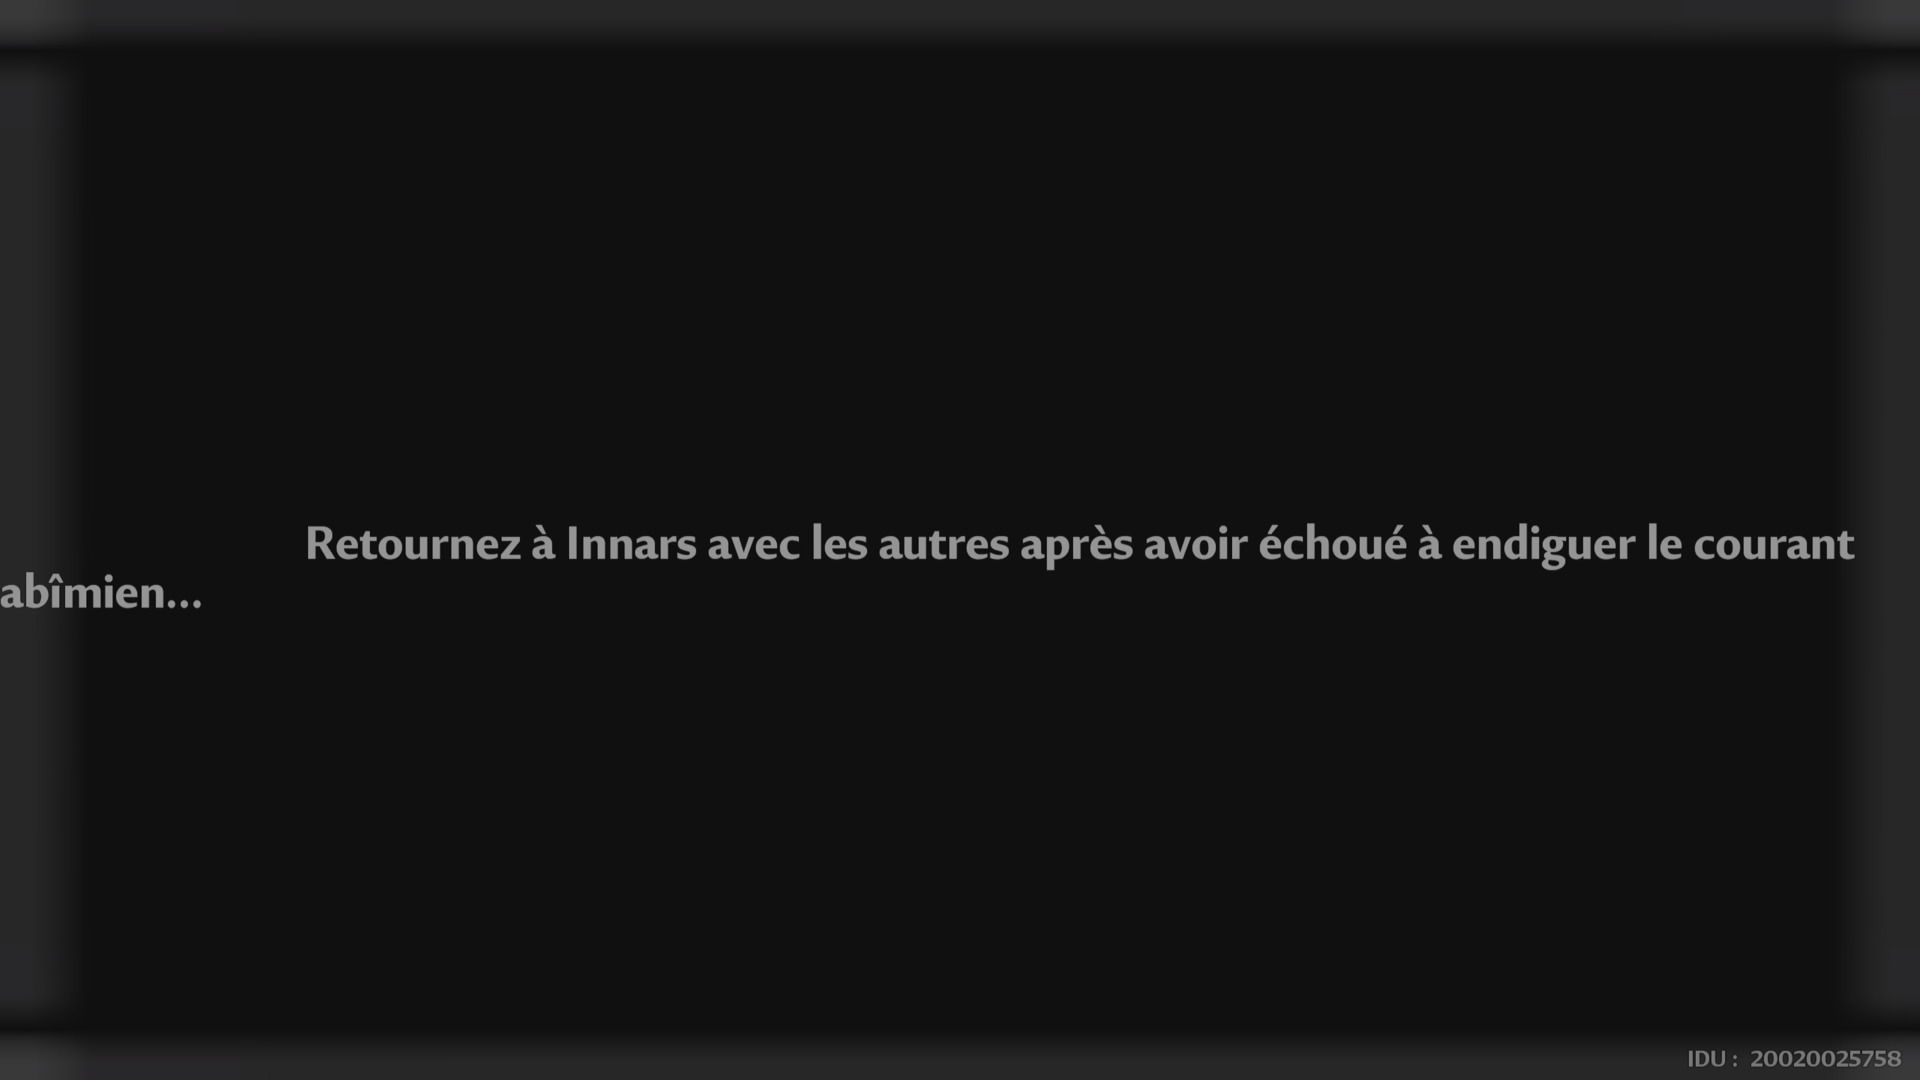 Retournez à Innars avec les autres après avoir échoué à endiguer le courant
abîmien...
IDU : 20020025758